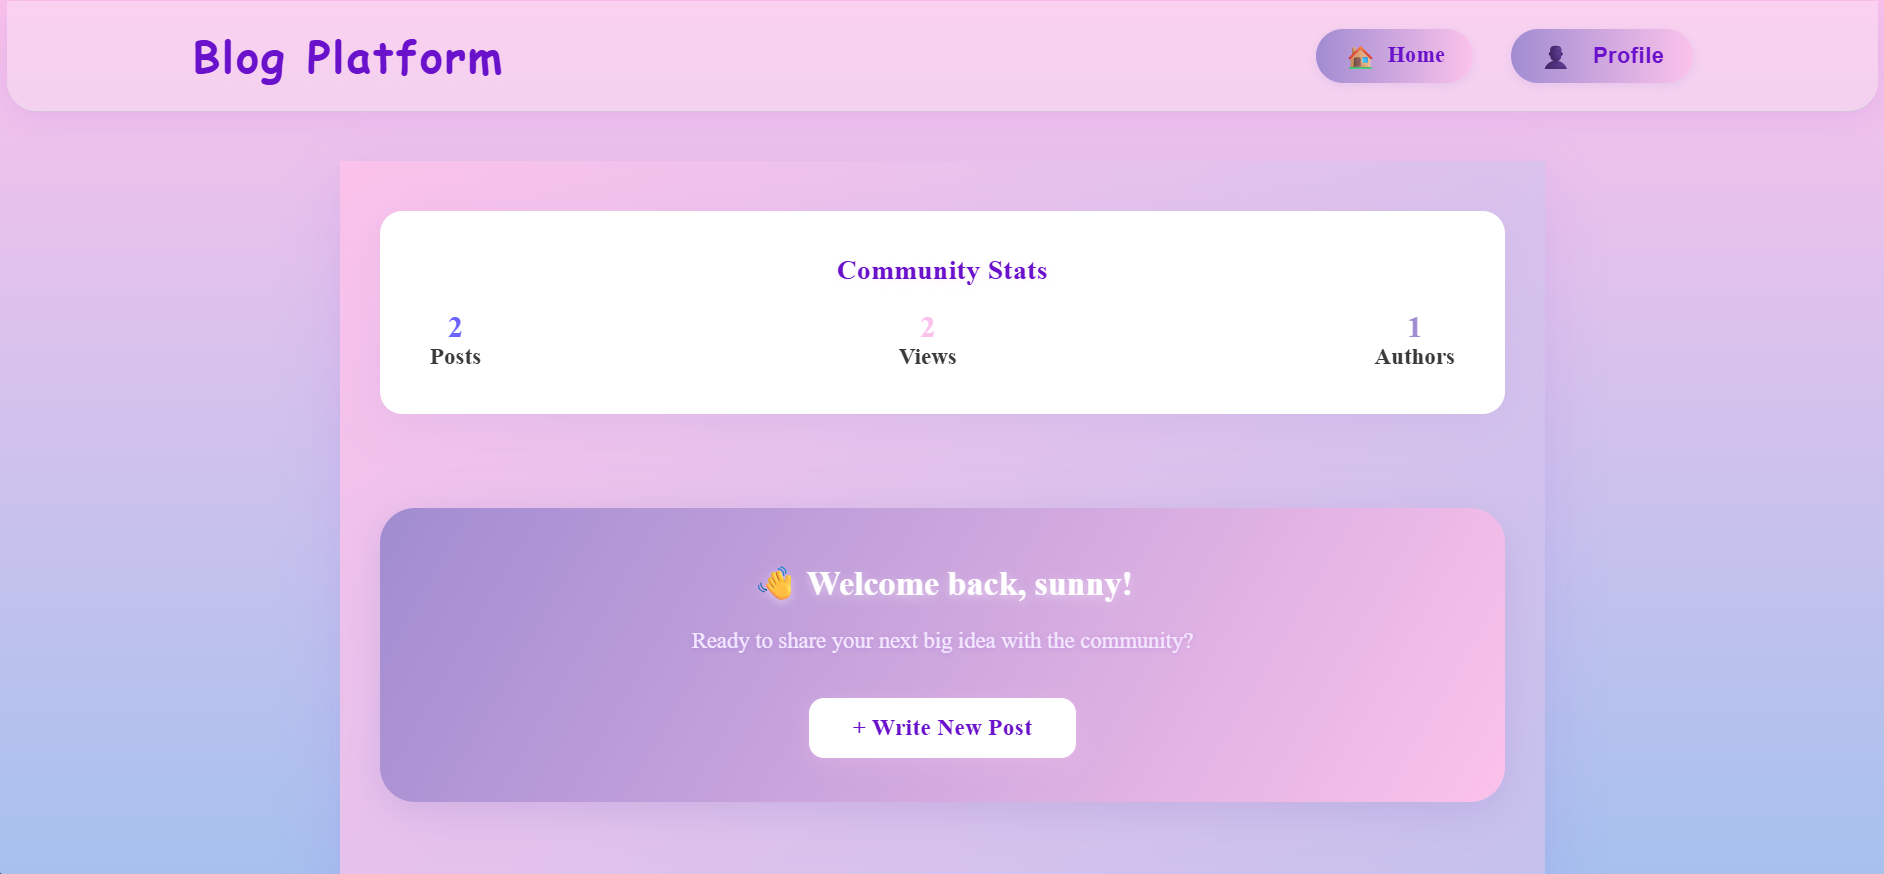 Blog Platform
🏠 Home
👤 Profile
Community Stats
2
Posts
2
Views
1
Authors
👋 Welcome back, sunny!
Ready to share your next big idea with the community?
+ Write New Post